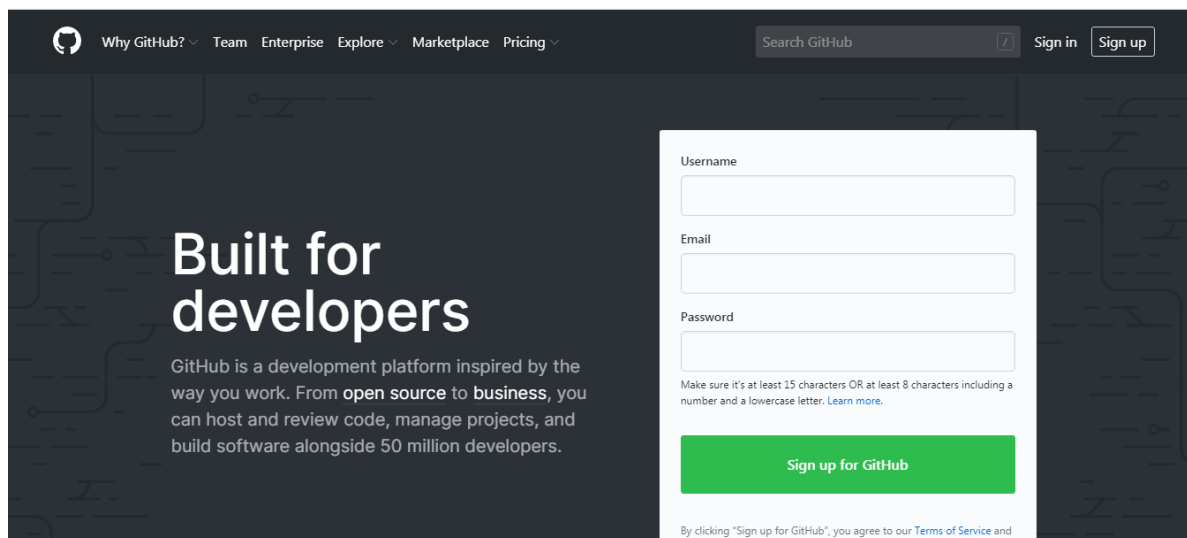 Why GitHub? Team Enterprise Explore Marketplace Pricing Search GitHub / Sign in Sign up
Built for
developers
GitHub is a development platform inspired by the
way you work. From open source to business, you
can host and review code, manage projects, and
build software alongside 50 million developers.
Username
Email
Password
Make sure it's at least 15 characters OR at least 8 characters including a
number and a lowercase letter. Learn more.
Sign up for GitHub
By clicking "Sign up for GitHub", you agree to our Terms of Service and